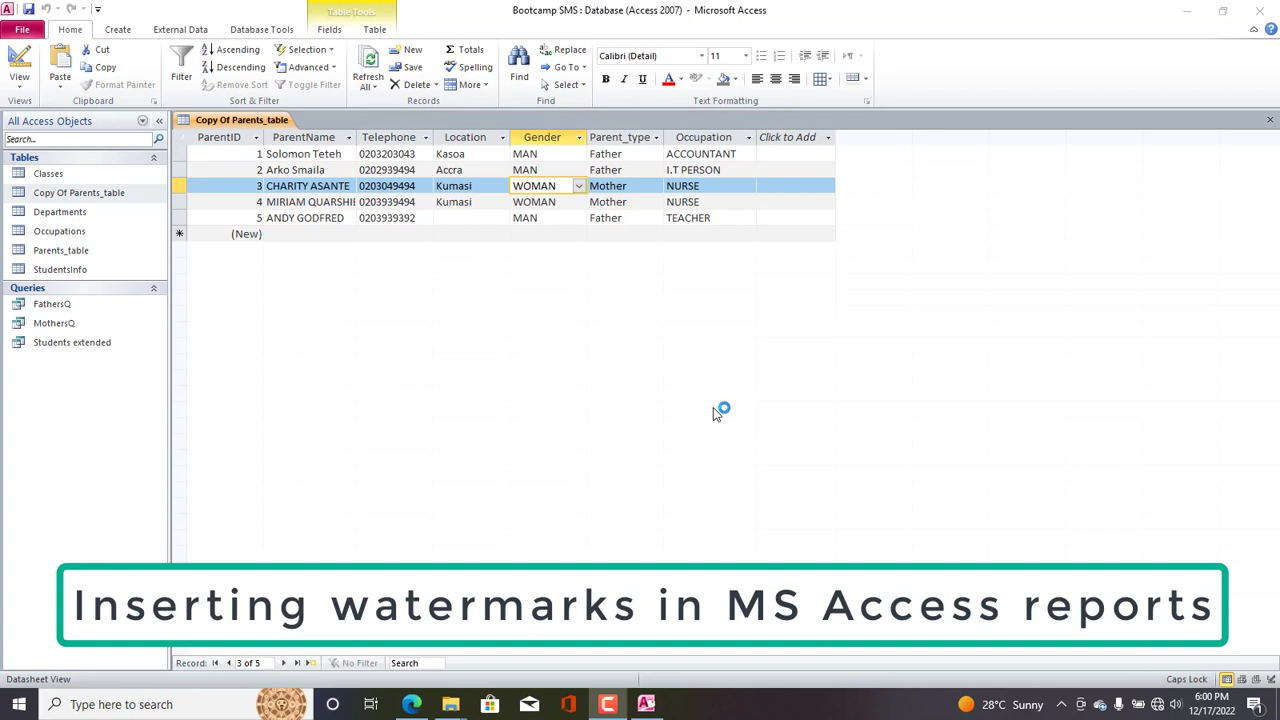 Table Tools
Bootcamp SMS : Database (Access 2007) - Microsoft Access
File Home Create External Data Database Tools Fields Table
View
Views
Paste
Cut
Copy
Format Painter
Clipboard
Filter
Ascending
Descending
Remove Sort
Selection
Advanced
Toggle Filter
Sort & Filter
Refresh
All
New
Save
Delete
Totals
Spelling
More
Records
Find
Replace
Go To
Select
Find
Calibri (Detail) 11
B I U A
Text Formatting
All Access Objects
Search...
Tables
Classes
Copy Of Parents_table
Departments
Occupations
Parents_table
StudentsInfo
Queries
FathersQ
MothersQ
Students extended
Copy Of Parents_table
ParentID ParentName Telephone Location Gender Parent_type Occupation Click to Add
1 Solomon Teteh 0203203043 Kasoa MAN Father ACCOUNTANT
2 Arko Smaila 0202939494 Accra MAN Father I.T PERSON
3 CHARITY ASANTE 0203049494 Kumasi WOMAN Mother NURSE
4 MIRIAM QUARSHI 0203939494 Kumasi WOMAN Mother NURSE
5 ANDY GODFRED 0203939392 MAN Father TEACHER
(New)
Inserting watermarks in MS Access reports
Record: 3 of 5 No Filter Search
Datasheet View Caps Lock
Type here to search
28°C Sunny
6:00 PM
12/17/2022